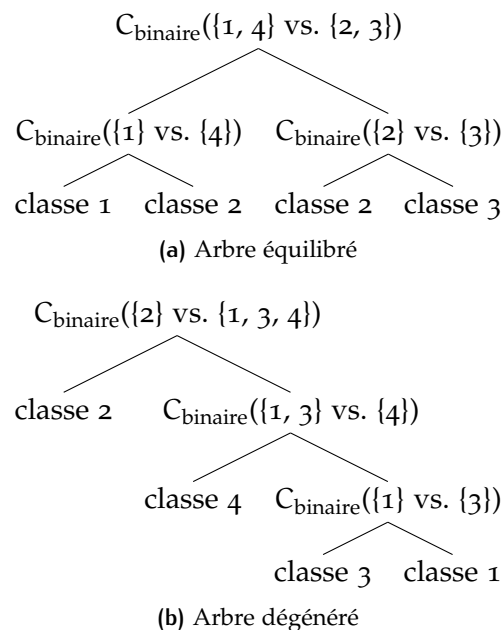 C_binaire({1, 4} vs. {2, 3})
C_binaire({1} vs. {4}) C_binaire({2} vs. {3})
classe 1 classe 2 classe 2 classe 3
(a) Arbre équilibré
C_binaire({2} vs. {1, 3, 4})
classe 2 C_binaire({1, 3} vs. {4})
classe 4 C_binaire({1} vs. {3})
classe 3 classe 1
(b) Arbre dégénéré